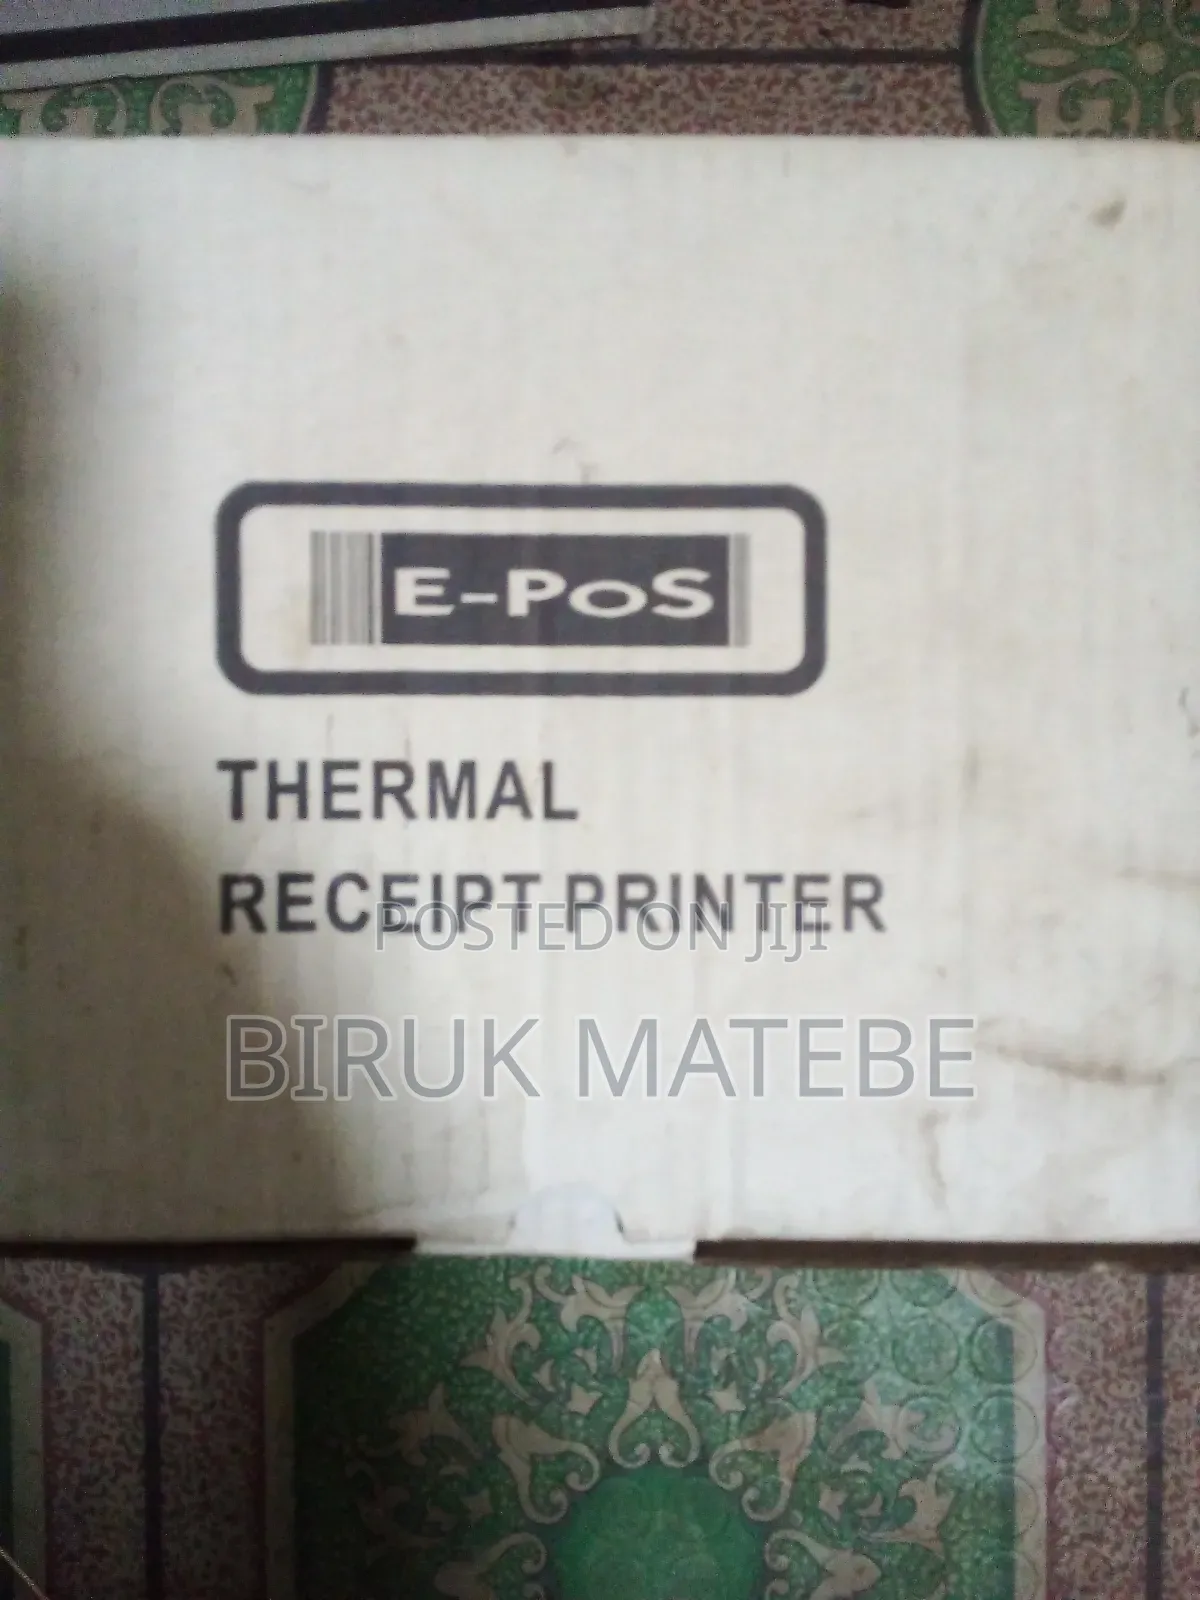 E-PoS
THERMAL
RECEIPT PRINTER
POSTED ON JIJI
BIRUK MATEBE